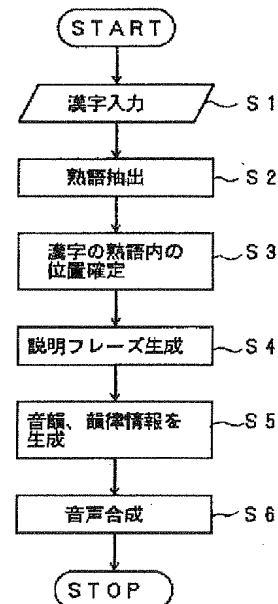 START
漢字入力 S1
熟語抽出 S2
漢字の熟語内の
位置確定 S3
説明フレーズ生成 S4
音韻、韻律情報を
生成 S5
音声合成 S6
STOP